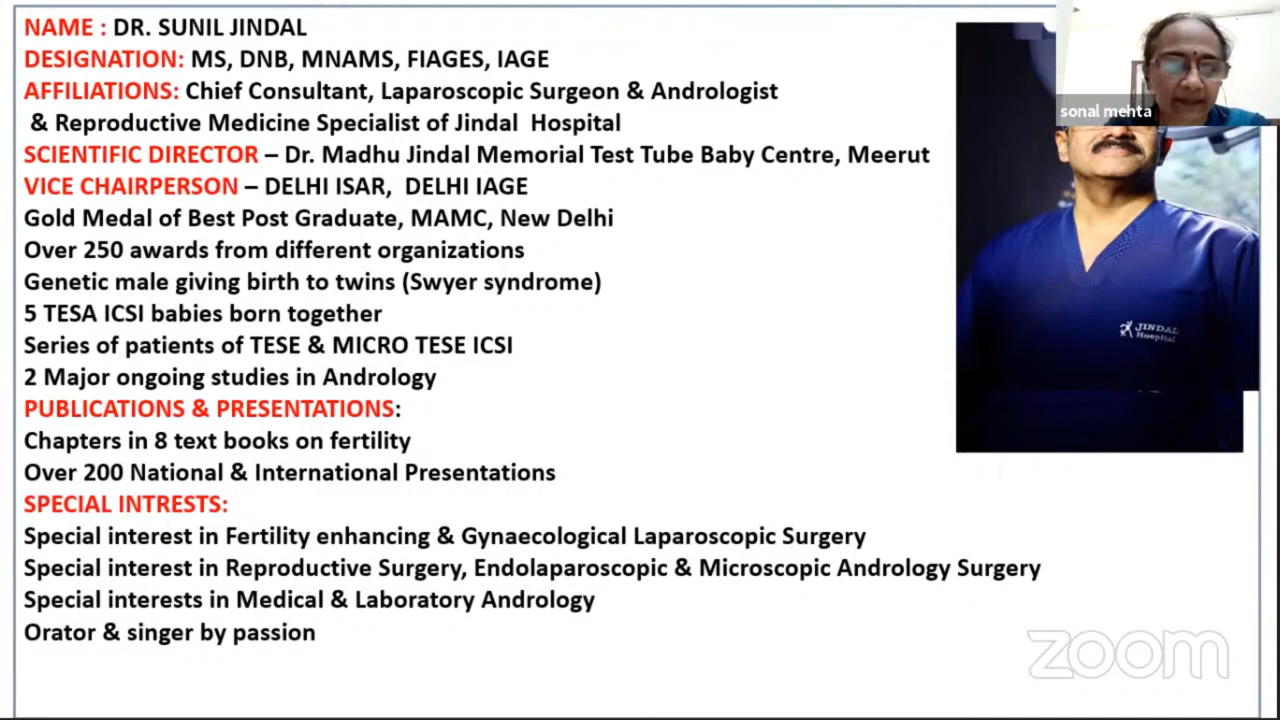 NAME : DR. SUNIL JINDAL
DESIGNATION: MS, DNB, MNAMS, FIAGES, IAGE
AFFILIATIONS: Chief Consultant, Laparoscopic Surgeon & Andrologist
& Reproductive Medicine Specialist of Jindal Hospital
SCIENTIFIC DIRECTOR – Dr. Madhu Jindal Memorial Test Tube Baby Centre, Meerut
VICE CHAIRPERSON – DELHI ISAR, DELHI IAGE
Gold Medal of Best Post Graduate, MAMC, New Delhi
Over 250 awards from different organizations
Genetic male giving birth to twins (Swyer syndrome)
5 TESA ICSI babies born together
Series of patients of TESE & MICRO TESE ICSI
2 Major ongoing studies in Andrology
PUBLICATIONS & PRESENTATIONS:
Chapters in 8 text books on fertility
Over 200 National & International Presentations
SPECIAL INTRESTS:
Special interest in Fertility enhancing & Gynaecological Laparoscopic Surgery
Special interest in Reproductive Surgery, Endolaparoscopic & Microscopic Andrology Surgery
Special interests in Medical & Laboratory Andrology
Orator & singer by passion
sonal mehta
JINDAL
Hospital
zoom